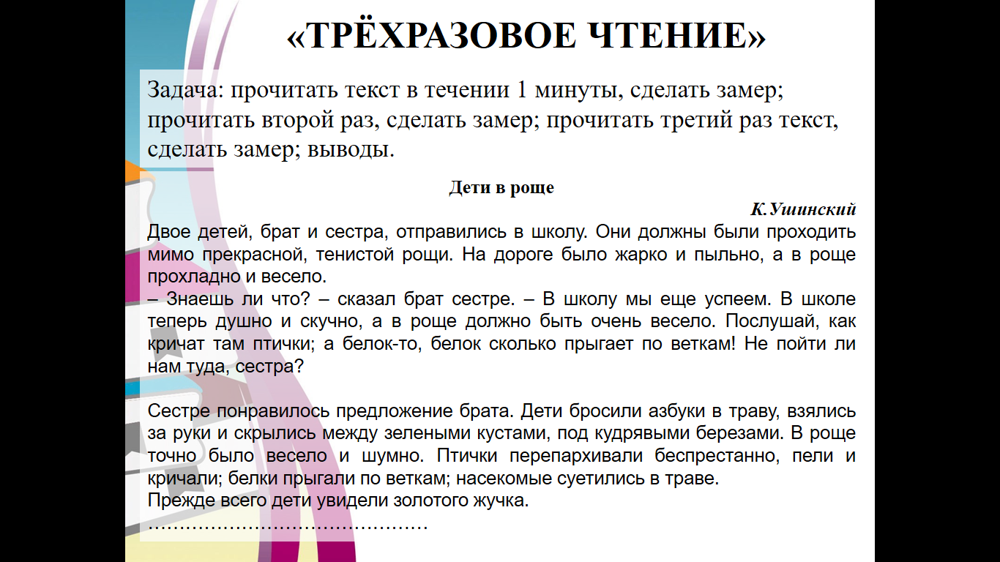 «ТРЁХРАЗОВОЕ ЧТЕНИЕ»
Задача: прочитать текст в течении 1 минуты, сделать замер;
прочитать второй раз, сделать замер; прочитать третий раз текст,
сделать замер; выводы.
Дети в роще
К.Ушинский
Двое детей, брат и сестра, отправились в школу. Они должны были проходить
мимо прекрасной, тенистой рощи. На дороге было жарко и пыльно, а в роще
прохладно и весело.
– Знаешь ли что? – сказал брат сестре. – В школу мы еще успеем. В школе
теперь душно и скучно, а в роще должно быть очень весело. Послушай, как
кричат там птички; а белок-то, белок сколько прыгает по веткам! Не пойти ли
нам туда, сестра?
Сестре понравилось предложение брата. Дети бросили азбуки в траву, взялись
за руки и скрылись между зелеными кустами, под кудрявыми березами. В роще
точно было весело и шумно. Птички перепархивали беспрестанно, пели и
кричали; белки прыгали по веткам; насекомые суетились в траве.
Прежде всего дети увидели золотого жучка.
………………………………………